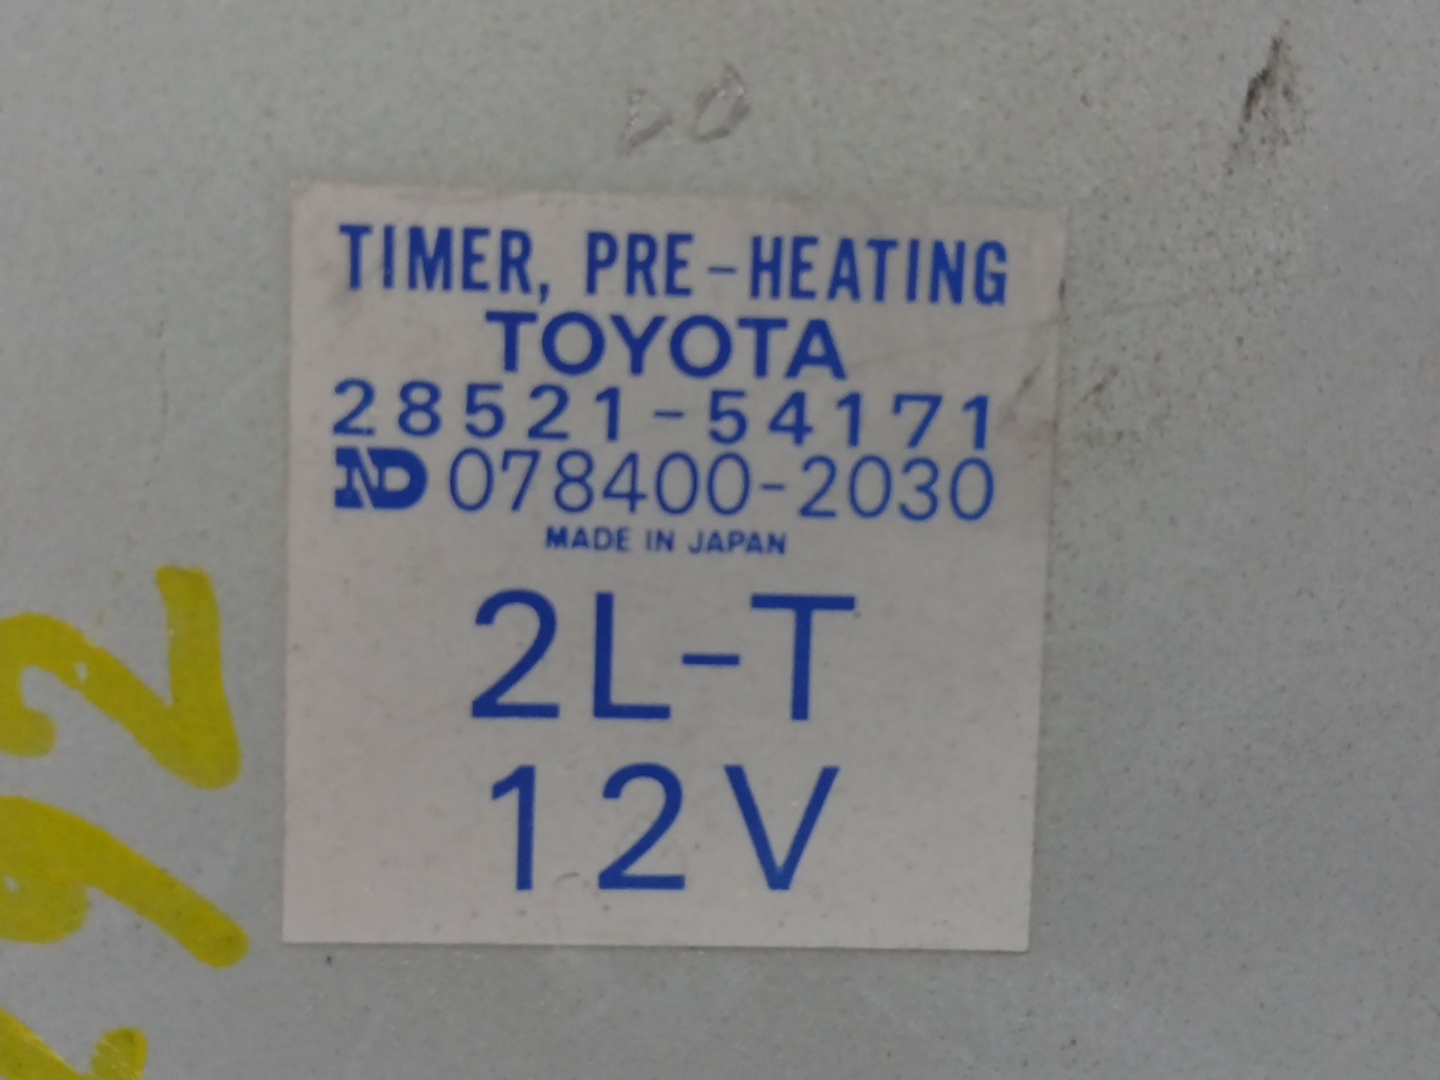 TIMER, PRE-HEATING
TOYOTA
28521-54171
ND 078400-2030
MADE IN JAPAN
2L-T
12V